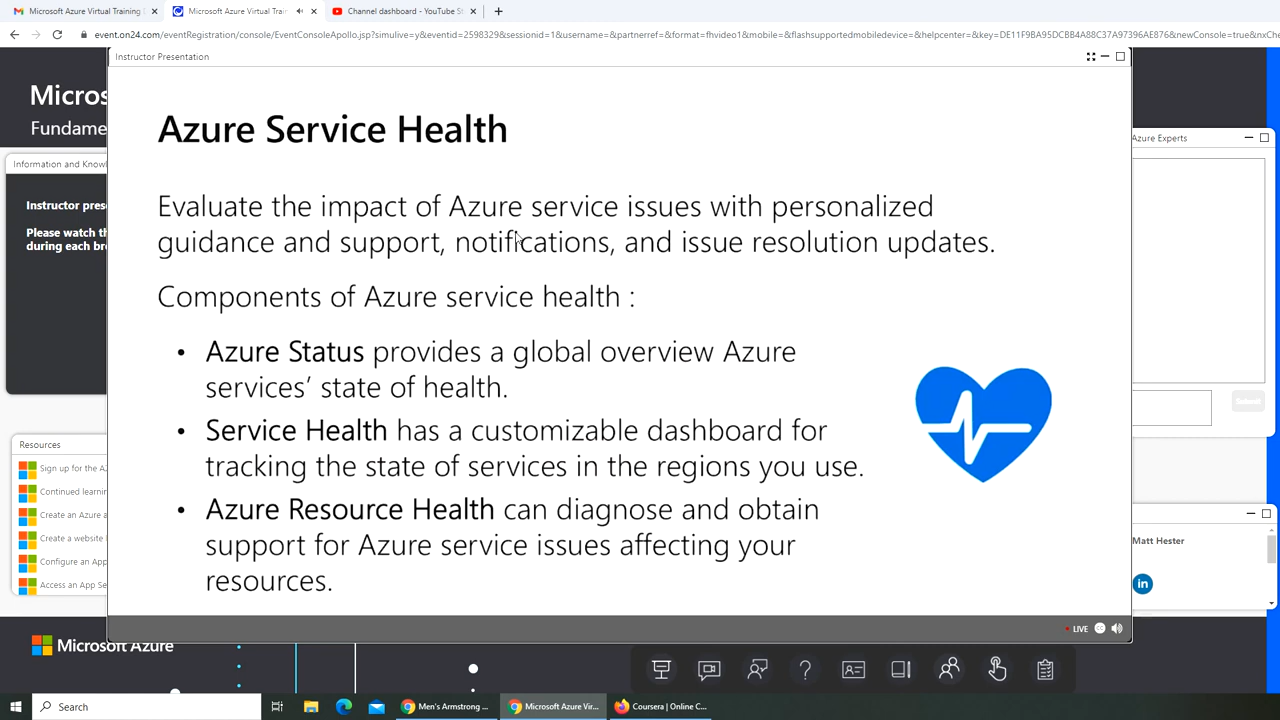 Microsoft Azure Virtual Training
Microsoft Azure Virtual Train
Channel dashboard - YouTube St
event.on24.com/eventRegistration/console/EventConsoleApollo.jsp?simulive=y&eventid=2598329&sessionid=1&username=&partnerref=&format=fhvideo1&mobile=&flashsupportedmobiledevice=&helpcenter=&key=DE11F9BA95DCBB4A88C37A97396AE876&newConsole=true&nxChe
Instructor Presentation
Micros
Fundame
Azure Experts
Information and Knowl
Instructor prese
Please watch th
during each bre
Azure Service Health
Evaluate the impact of Azure service issues with personalized
guidance and support, notifications, and issue resolution updates.
Components of Azure service health :
• Azure Status provides a global overview Azure
services’ state of health.
• Service Health has a customizable dashboard for
tracking the state of services in the regions you use.
• Azure Resource Health can diagnose and obtain
support for Azure service issues affecting your
resources.
Submit
Resources
Sign up for the AZ
Continued learnin
Create an Azure a
Create a website
Configure an App
Access an App Se
Matt Hester
in
LIVE
CC
Microsoft Azure
Search
Men's Armstrong ...
Microsoft Azure Vir...
Coursera | Online C...